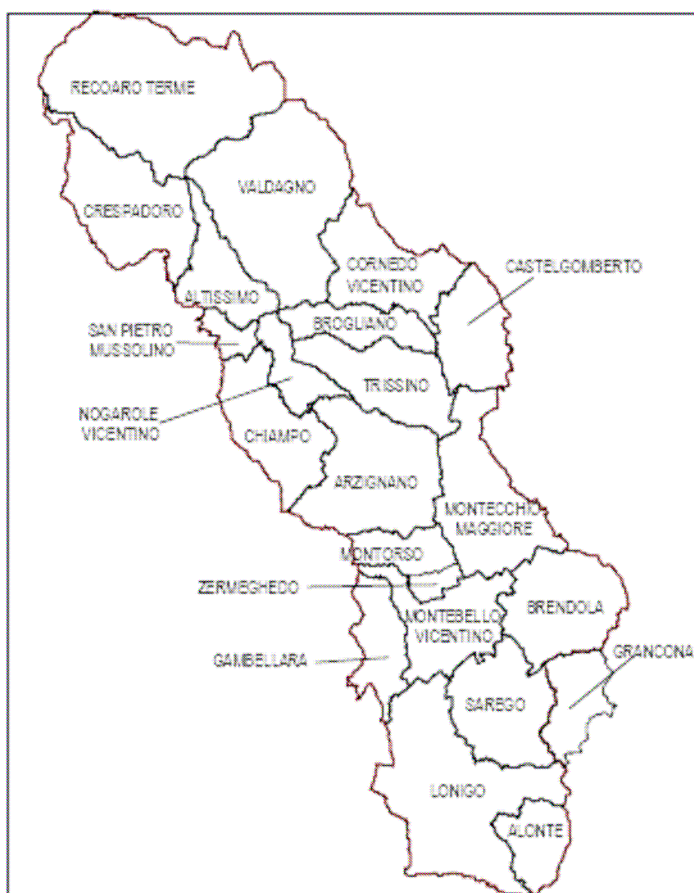 RECOARO TERME
VALDAGNO
CRESPADORO
CORNEDO
VICENTINO
CASTELGOMBERTO
ALTISSIMO
BROGLIANO
SAN PIETRO
MUSSOLINO
TRISSINO
NOGAROLE
VICENTINO
CHIAMPO
ARZIGNANO
MONTECCHIO
MAGGIORE
MONTORSO
ZERMEGHEDO
BRENDOLA
MONTEBELLO
VICENTINO
GRANCONA
GAMBELLARA
SAREGO
LONIGO
ALONTE